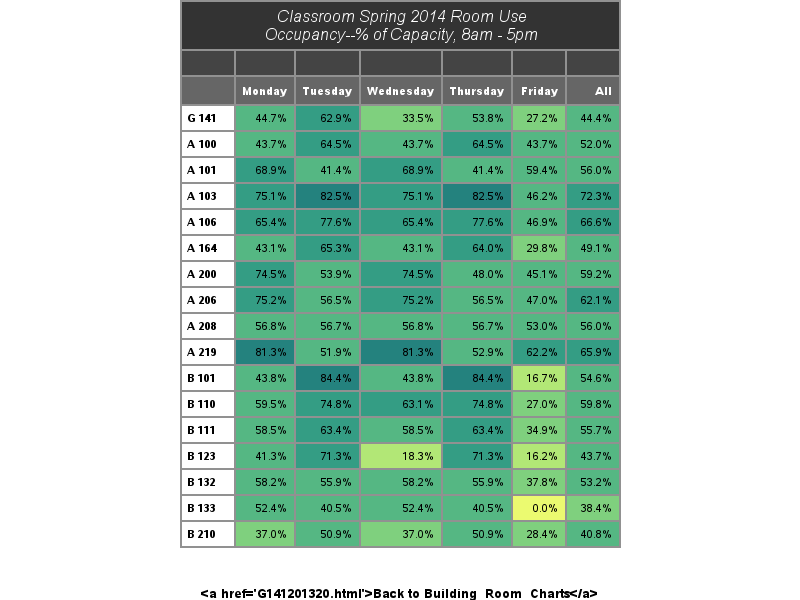 Classroom Spring 2014 Room Use
Occupancy--% of Capacity, 8am - 5pm
Monday Tuesday Wednesday Thursday Friday All
G 141 44.7% 62.9% 33.5% 53.8% 27.2% 44.4%
A 100 43.7% 64.5% 43.7% 64.5% 43.7% 52.0%
A 101 68.9% 41.4% 68.9% 41.4% 59.4% 56.0%
A 103 75.1% 82.5% 75.1% 82.5% 46.2% 72.3%
A 106 65.4% 77.6% 65.4% 77.6% 46.9% 66.6%
A 164 43.1% 65.3% 43.1% 64.0% 29.8% 49.1%
A 200 74.5% 53.9% 74.5% 48.0% 45.1% 59.2%
A 206 75.2% 56.5% 75.2% 56.5% 47.0% 62.1%
A 208 56.8% 56.7% 56.8% 56.7% 53.0% 56.0%
A 219 81.3% 51.9% 81.3% 52.9% 62.2% 65.9%
B 101 43.8% 84.4% 43.8% 84.4% 16.7% 54.6%
B 110 59.5% 74.8% 63.1% 74.8% 27.0% 59.8%
B 111 58.5% 63.4% 58.5% 63.4% 34.9% 55.7%
B 123 41.3% 71.3% 18.3% 71.3% 16.2% 43.7%
B 132 58.2% 55.9% 58.2% 55.9% 37.8% 53.2%
B 133 52.4% 40.5% 52.4% 40.5% 0.0% 38.4%
B 210 37.0% 50.9% 37.0% 50.9% 28.4% 40.8%
<a href='G141201320.html'>Back to Building_Room_Charts</a>